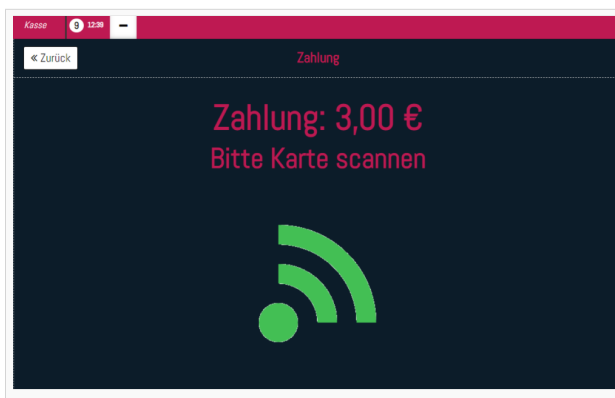 Kasse 9 12:39 −
« Zurück Zahlung
Zahlung: 3,00 €
Bitte Karte scannen